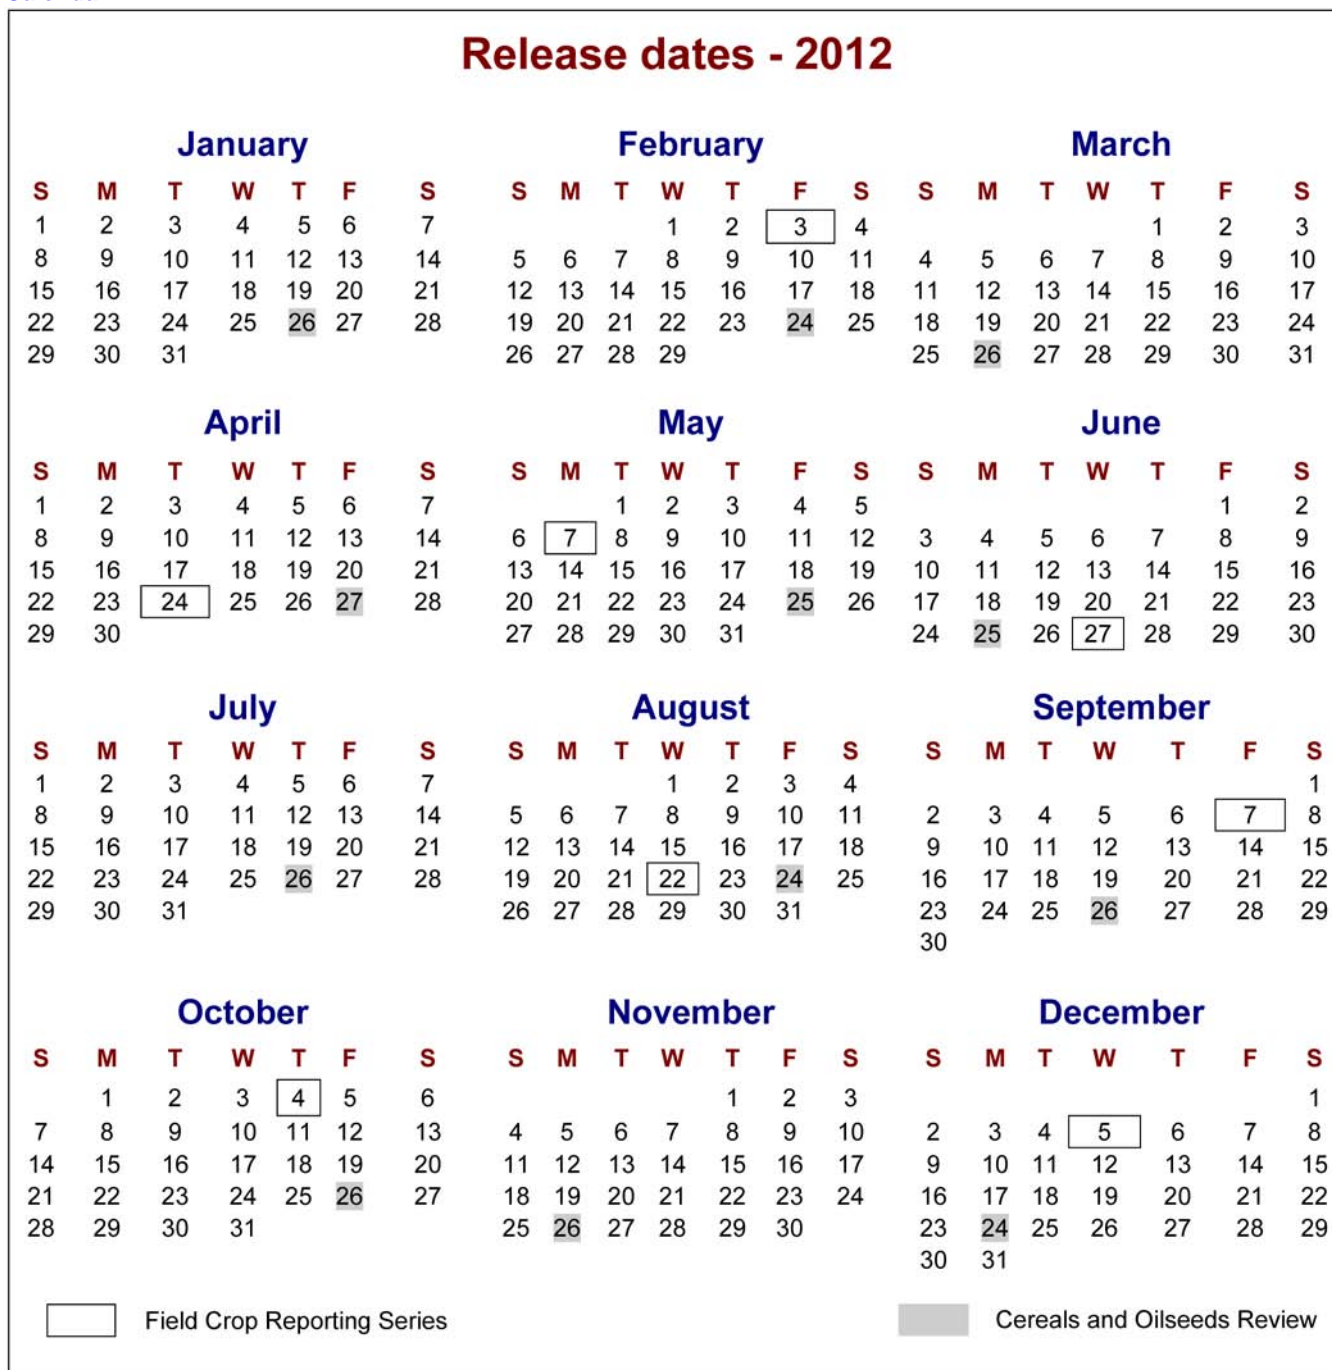 Release dates - 2012
January February March
S M T W T F S S M T W T F S S M T W T F S
1 2 3 4 5 6 7 1 2 3 4 1 2 3
8 9 10 11 12 13 14 5 6 7 8 9 10 11 4 5 6 7 8 9 10
15 16 17 18 19 20 21 12 13 14 15 16 17 18 11 12 13 14 15 16 17
22 23 24 25 26 27 28 19 20 21 22 23 24 25 18 19 20 21 22 23 24
29 30 31 26 27 28 29 25 26 27 28 29 30 31
April May June
S M T W T F S S M T W T F S S M T W T F S
1 2 3 4 5 6 7 1 2 3 4 5 1 2
8 9 10 11 12 13 14 6 7 8 9 10 11 12 3 4 5 6 7 8 9
15 16 17 18 19 20 21 13 14 15 16 17 18 19 10 11 12 13 14 15 16
22 23 24 25 26 27 28 20 21 22 23 24 25 26 17 18 19 20 21 22 23
29 30 27 28 29 30 31 24 25 26 27 28 29 30
July August September
S M T W T F S S M T W T F S S M T W T F S
1 2 3 4 5 6 7 1 2 3 4 1
8 9 10 11 12 13 14 5 6 7 8 9 10 11 2 3 4 5 6 7 8
15 16 17 18 19 20 21 12 13 14 15 16 17 18 9 10 11 12 13 14 15
22 23 24 25 26 27 28 19 20 21 22 23 24 25 16 17 18 19 20 21 22
29 30 31 26 27 28 29 30 31 23 24 25 26 27 28 29
30
October November December
S M T W T F S S M T W T F S S M T W T F S
1 2 3 4 5 6 1 2 3 1
7 8 9 10 11 12 13 4 5 6 7 8 9 10 2 3 4 5 6 7 8
14 15 16 17 18 19 20 11 12 13 14 15 16 17 9 10 11 12 13 14 15
21 22 23 24 25 26 27 18 19 20 21 22 23 24 16 17 18 19 20 21 22
28 29 30 31 25 26 27 28 29 30 23 24 25 26 27 28 29
30 31
Field Crop Reporting Series Cereals and Oilseeds Review